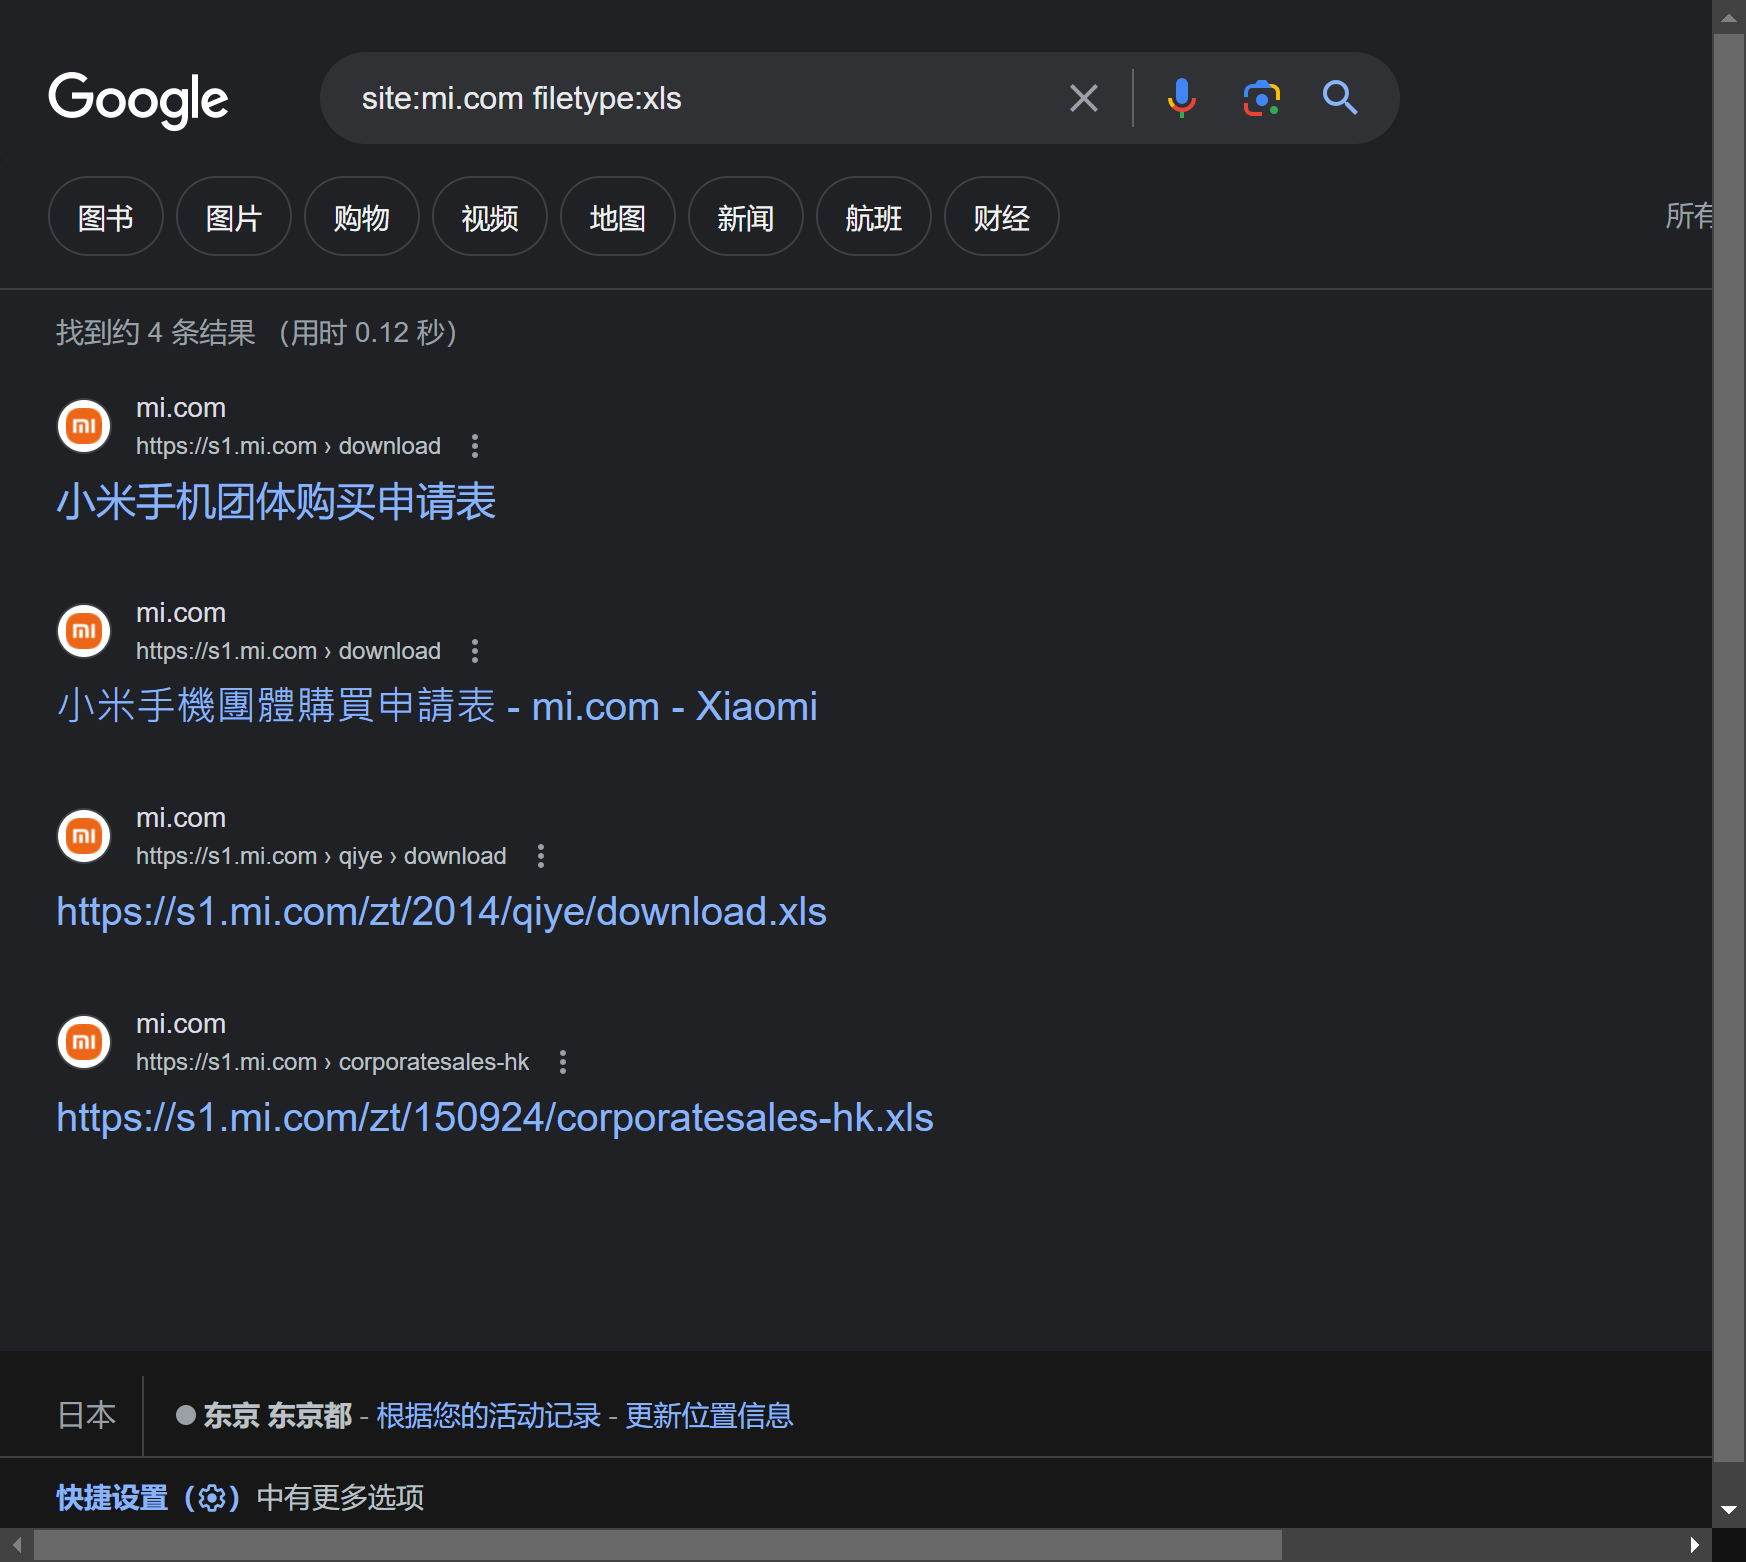 Google
site:mi.com filetype:xls
图书 图片 购物 视频 地图 新闻 航班 财经 所有
找到约 4 条结果 （用时 0.12 秒）
mi.com
https://s1.mi.com › download
小米手机团体购买申请表
mi.com
https://s1.mi.com › download
小米手機團體購買申請表 - mi.com - Xiaomi
mi.com
https://s1.mi.com › qiye › download
https://s1.mi.com/zt/2014/qiye/download.xls
mi.com
https://s1.mi.com › corporatesales-hk
https://s1.mi.com/zt/150924/corporatesales-hk.xls
日本 东京 东京都 - 根据您的活动记录 - 更新位置信息
快捷设置（）中有更多选项